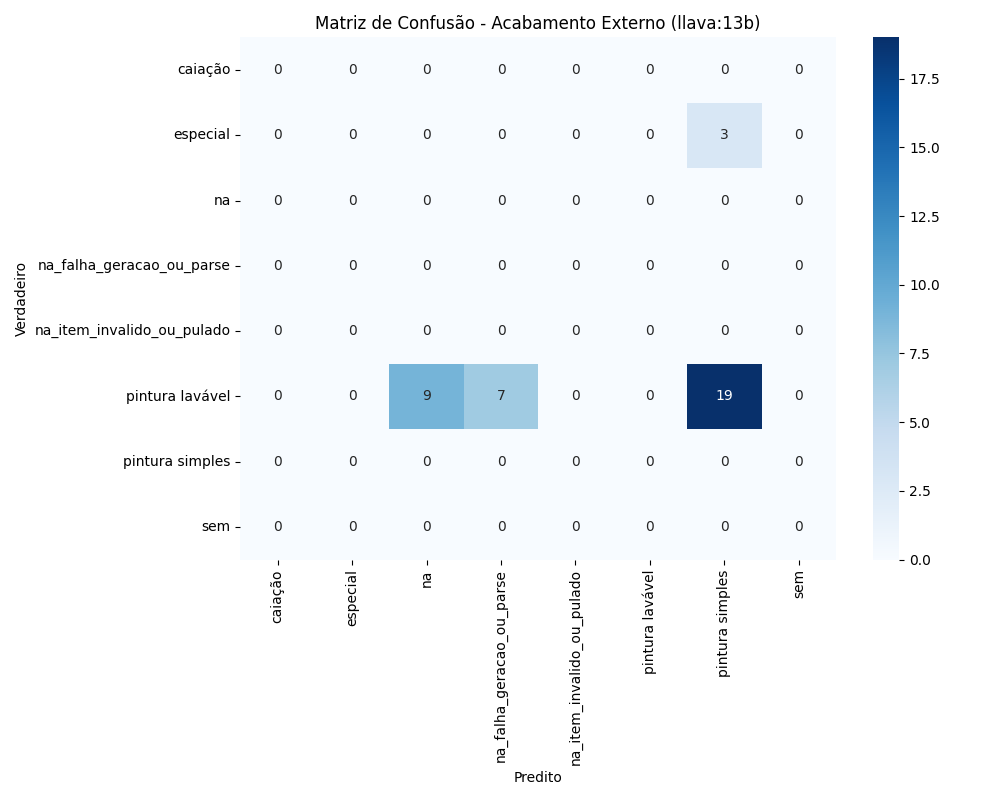 Matriz de Confusão - Acabamento Externo (llava:13b)
Verdadeiro
caiação 0 0 0 0 0 0 0 0
especial 0 0 0 0 0 0 3 0
na 0 0 0 0 0 0 0 0
na_falha_geracao_ou_parse 0 0 0 0 0 0 0 0
na_item_invalido_ou_pulado 0 0 0 0 0 0 0 0
pintura lavável 0 0 9 7 0 0 19 0
pintura simples 0 0 0 0 0 0 0 0
sem 0 0 0 0 0 0 0 0
caiação
especial
na
na_falha_geracao_ou_parse
na_item_invalido_ou_pulado
pintura lavável
pintura simples
sem
Predito
17.5
15.0
12.5
10.0
7.5
5.0
2.5
0.0